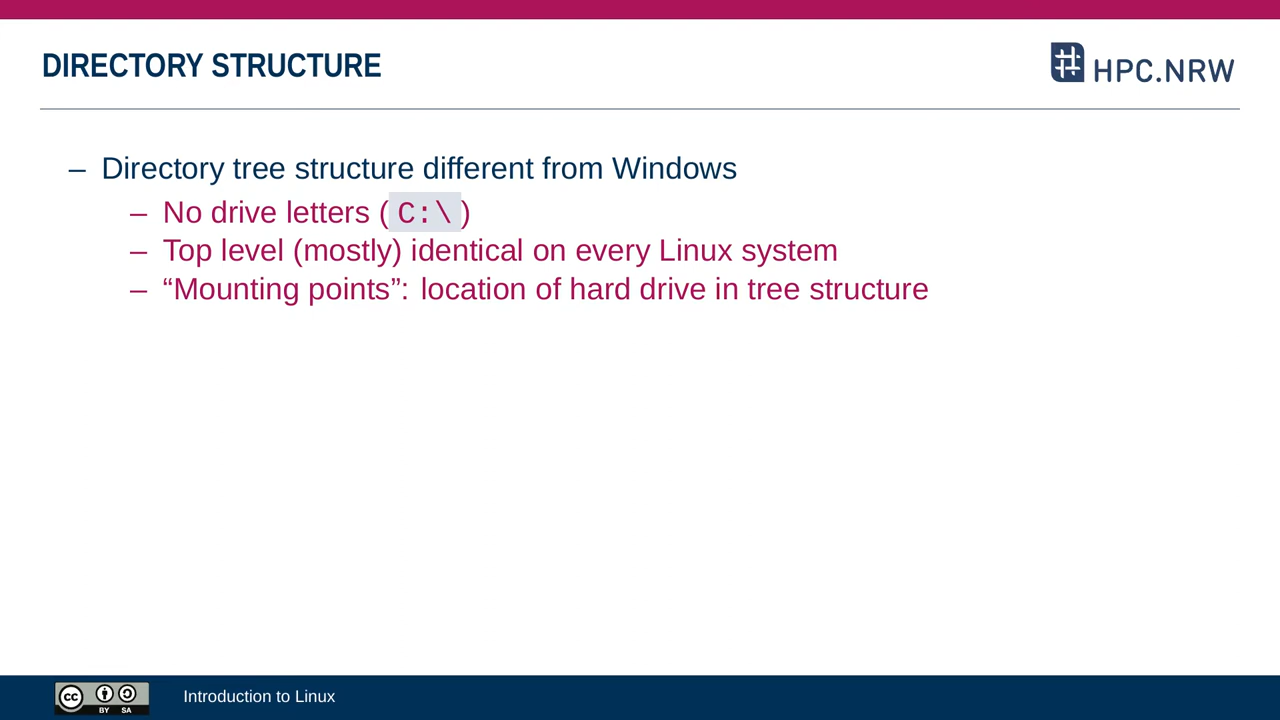 DIRECTORY STRUCTURE
HPC.NRW
– Directory tree structure different from Windows
– No drive letters ( C:\ )
– Top level (mostly) identical on every Linux system
– “Mounting points”: location of hard drive in tree structure
cc BY SA
Introduction to Linux